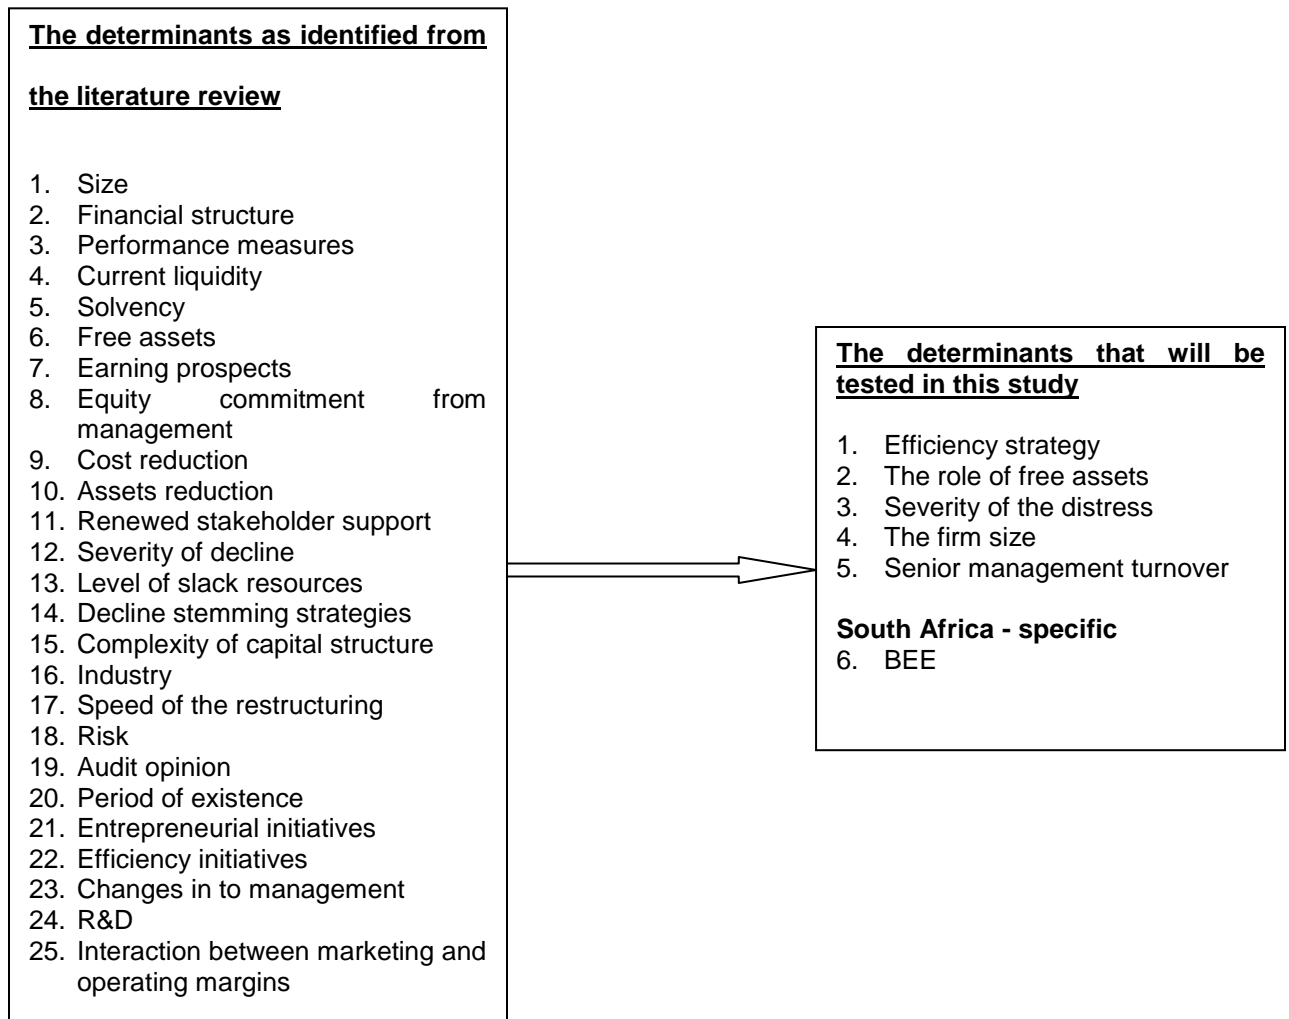 The determinants as identified from
the literature review
1. Size
2. Financial structure
3. Performance measures
4. Current liquidity
5. Solvency
6. Free assets
7. Earning prospects
8. Equity commitment from
management
9. Cost reduction
10. Assets reduction
11. Renewed stakeholder support
12. Severity of decline
13. Level of slack resources
14. Decline stemming strategies
15. Complexity of capital structure
16. Industry
17. Speed of the restructuring
18. Risk
19. Audit opinion
20. Period of existence
21. Entrepreneurial initiatives
22. Efficiency initiatives
23. Changes in to management
24. R&D
25. Interaction between marketing and
operating margins
The determinants that will be
tested in this study
1. Efficiency strategy
2. The role of free assets
3. Severity of the distress
4. The firm size
5. Senior management turnover
South Africa - specific
6. BEE